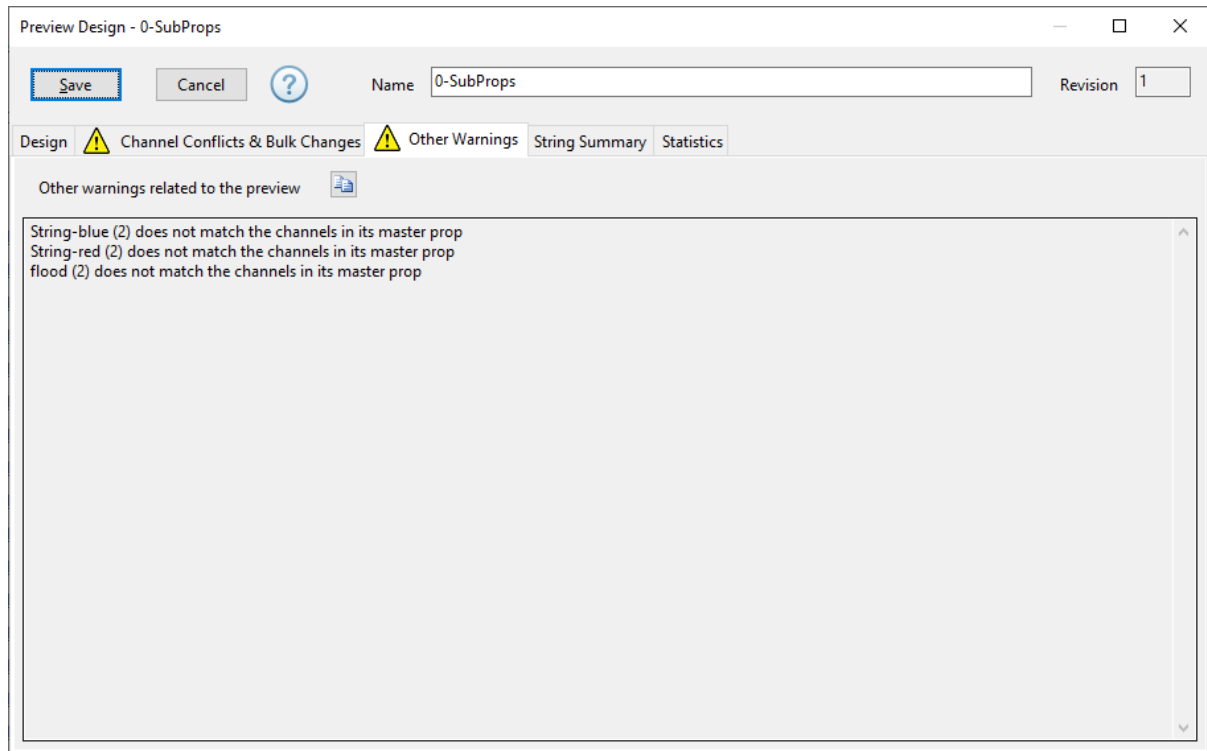 Preview Design - 0-SubProps
Save Cancel ? Name 0-SubProps Revision 1
Design Channel Conflicts & Bulk Changes Other Warnings String Summary Statistics
Other warnings related to the preview
String-blue (2) does not match the channels in its master prop
String-red (2) does not match the channels in its master prop
flood (2) does not match the channels in its master prop